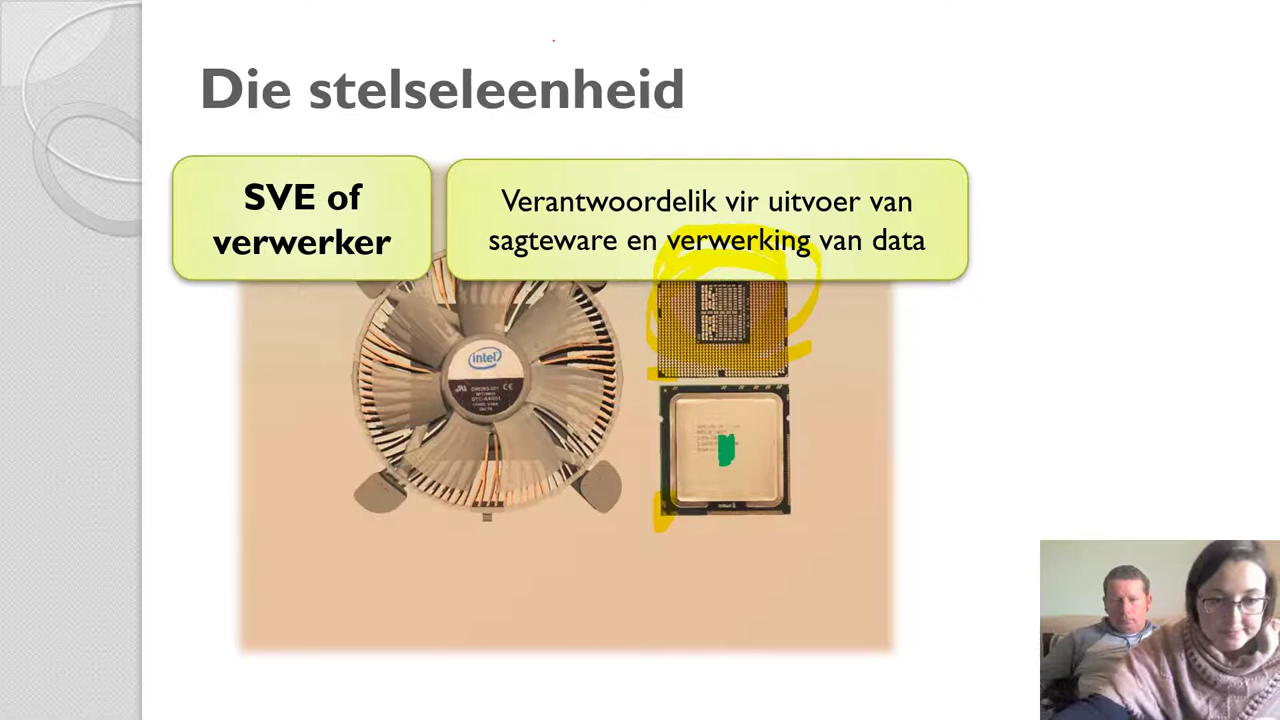 Die stelseleenheid
SVE of
verwerker
Verantwoordelik vir uitvoer van
sagteware en verwerking van data
intel